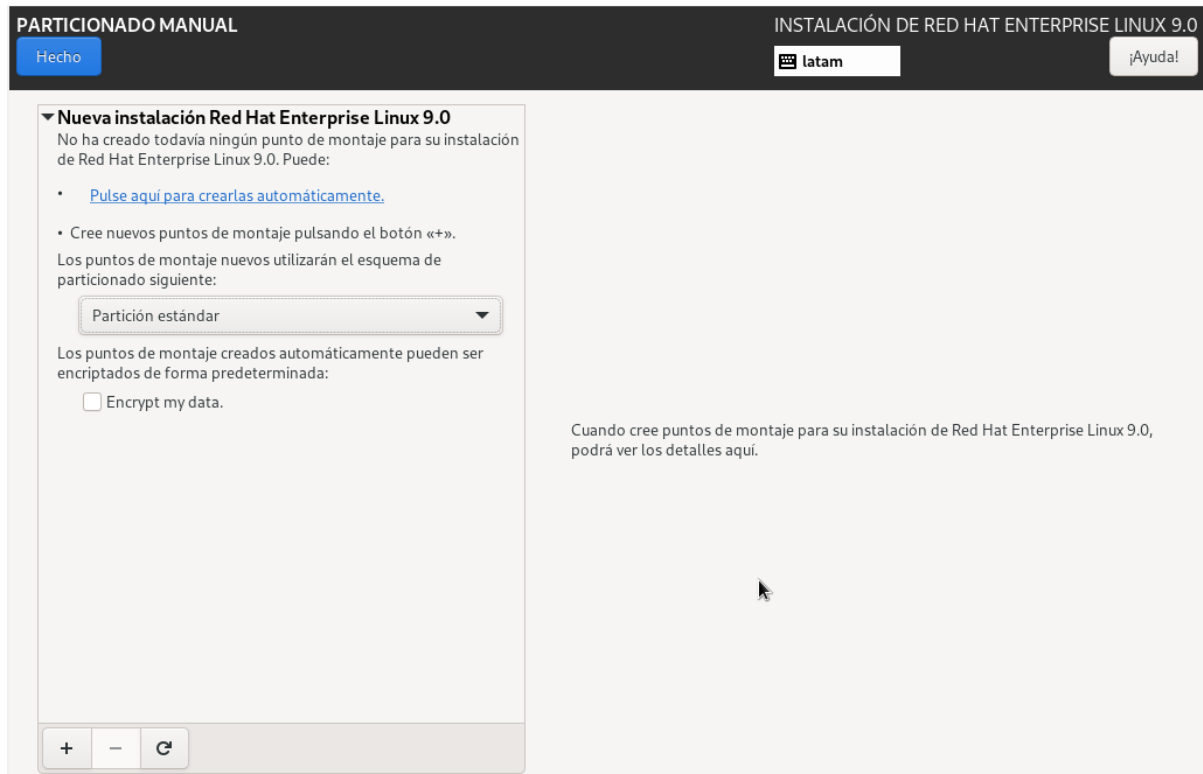 PARTICIONADO MANUAL
INSTALACIÓN DE RED HAT ENTERPRISE LINUX 9.0
Hecho
latam
¡Ayuda!
Nueva instalación Red Hat Enterprise Linux 9.0
No ha creado todavía ningún punto de montaje para su instalación
de Red Hat Enterprise Linux 9.0. Puede:
• Pulse aquí para crearlas automáticamente.
• Cree nuevos puntos de montaje pulsando el botón «+».
Los puntos de montaje nuevos utilizarán el esquema de
particionado siguiente:
Partición estándar
Los puntos de montaje creados automáticamente pueden ser
encriptados de forma predeterminada:
Encrypt my data.
Cuando cree puntos de montaje para su instalación de Red Hat Enterprise Linux 9.0,
podrá ver los detalles aquí.
+ −